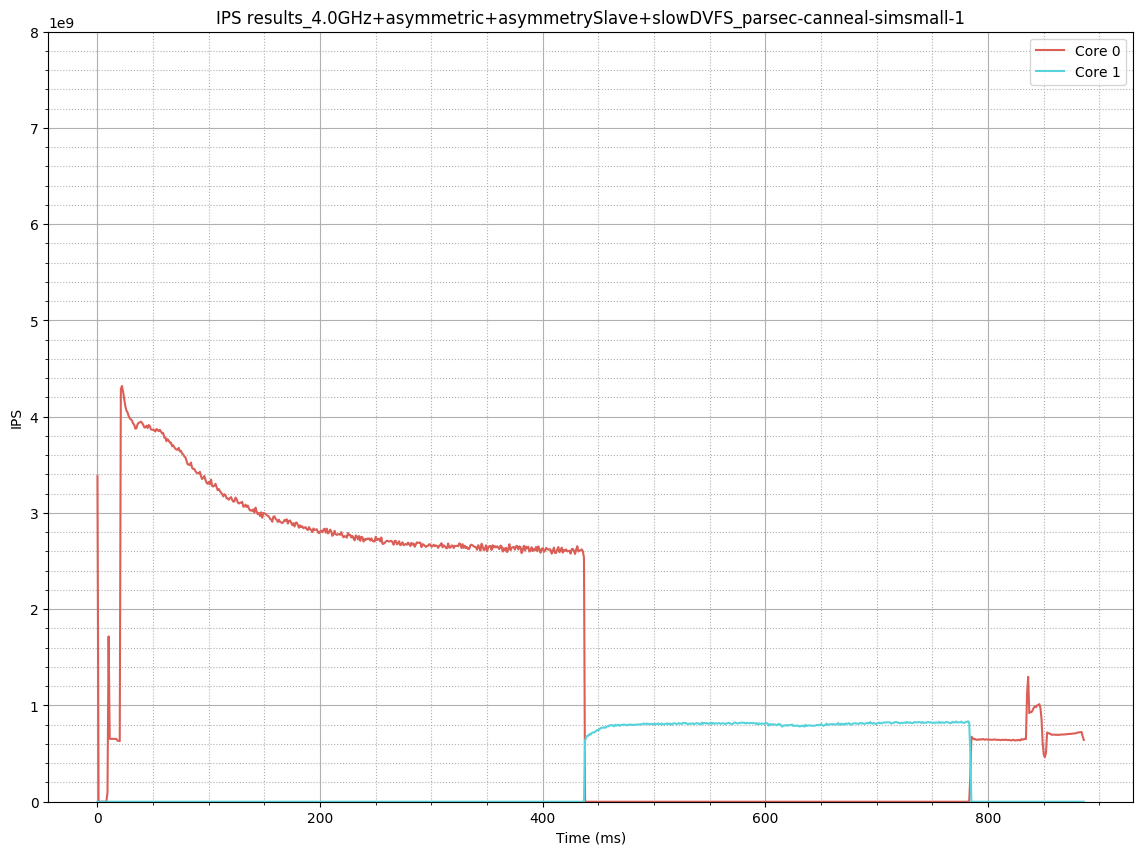 IPS results_4.0GHz+asymmetric+asymmetrySlave+slowDVFS_parsec-canneal-simsmall-1
1e9
8
7
6
5
4
3
2
1
0
IPS
Core 0
Core 1
0 200 400 600 800
Time (ms)